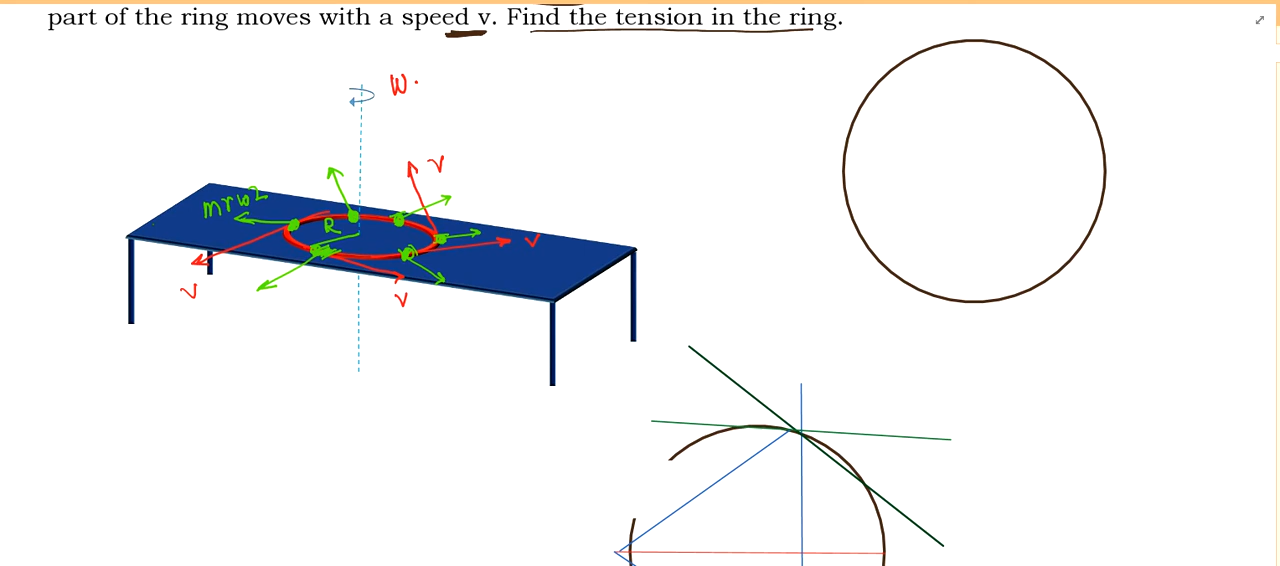 part of the ring moves with a speed v. Find the tension in the ring.
W.
v
mrω²
R
v
v
v